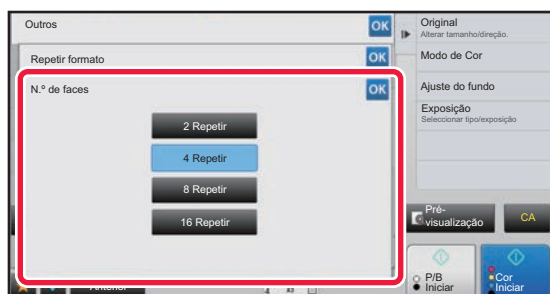 Outros
OK
Repetir formato
OK
N.º de faces
OK
2 Repetir
4 Repetir
8 Repetir
16 Repetir
Original
Alterar tamanho/direção.
Modo de Cor
Ajuste do fundo
Exposição
Seleccionar tipo/exposição
Pré-
visualização
CA
P/B
Iniciar
Cor
Iniciar
Anterior